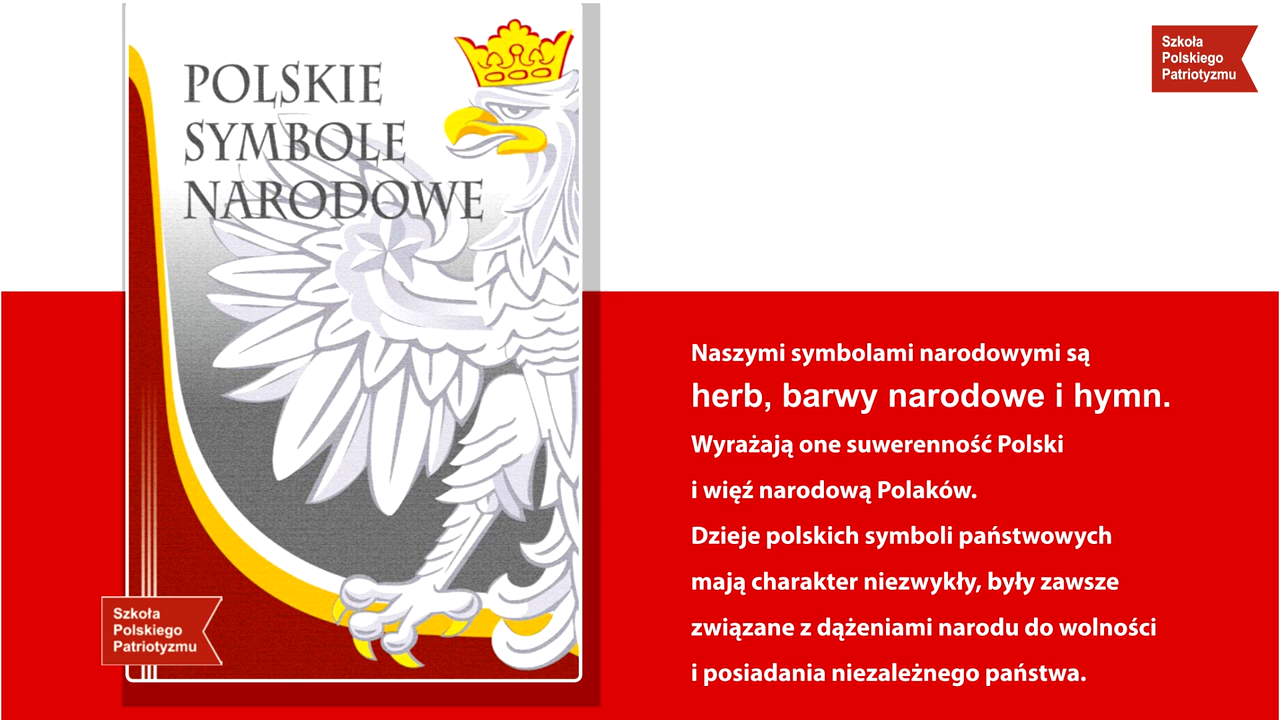 POLSKIE
SYMBOLE
NARODOWE
Szkoła
Polskiego
Patriotyzmu
Szkoła
Polskiego
Patriotyzmu
Naszymi symbolami narodowymi są
herb, barwy narodowe i hymn.
Wyrażają one suwerenność Polski
i więź narodową Polaków.
Dzieje polskich symboli państwowych
mają charakter niezwykły, były zawsze
związane z dążeniami narodu do wolności
i posiadania niezależnego państwa.